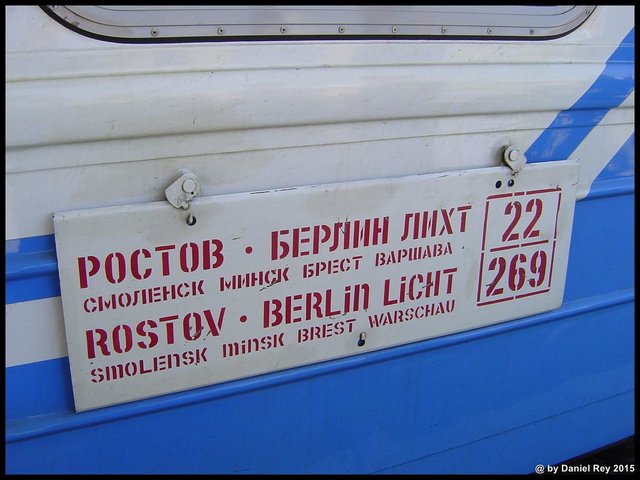 РОСТОВ · БЕРЛИН ЛИХТ
СМОЛЕНСК МИНСК БРЕСТ ВАРШАВА
ROSTOV · BERLin LiCHT
SMOLENSK minSK BREST WARSCHAU
22
269
@ by Daniel Rey 2015